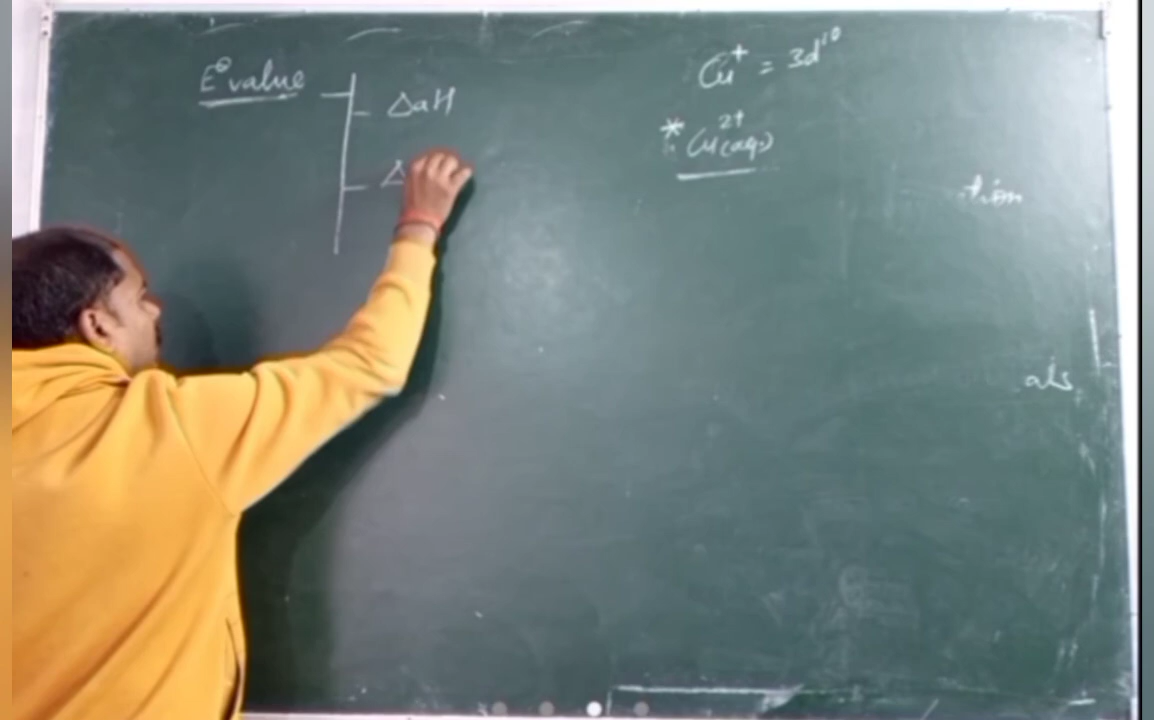 E⊖ value
ΔaH
Δ
Cu⁺ = 3d¹⁰
* Cu²⁺(aq.)
tion
als